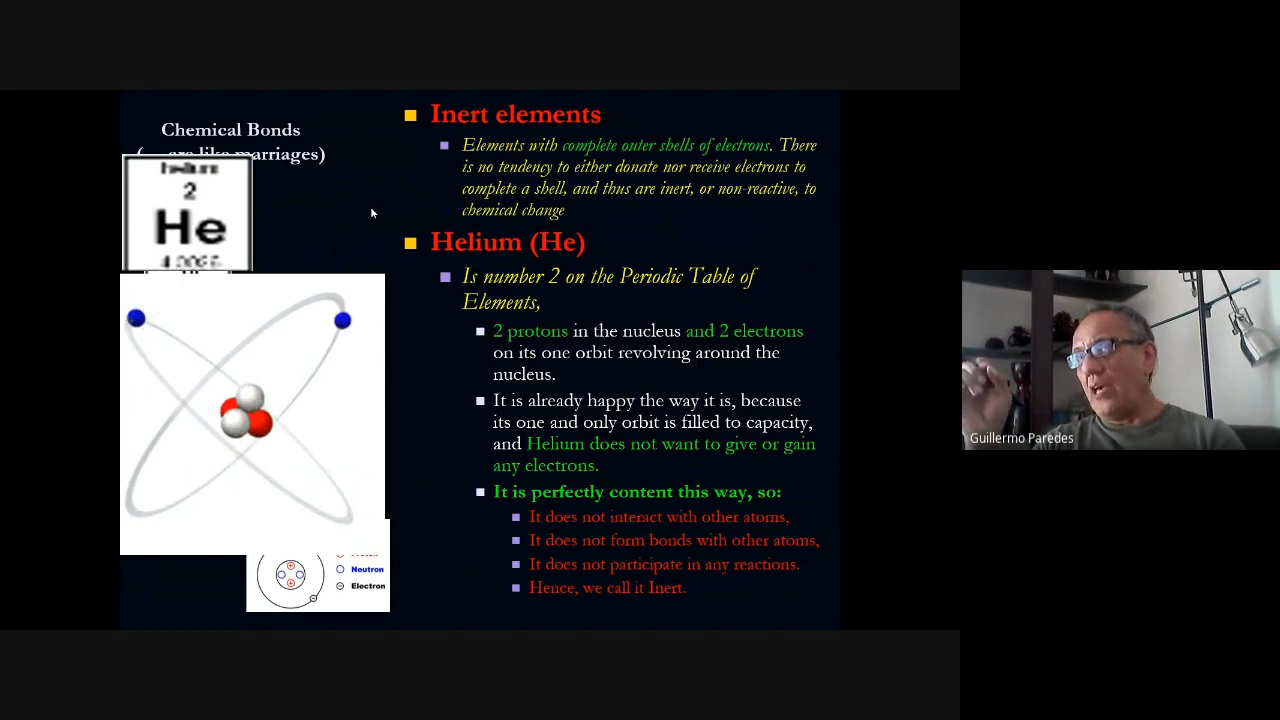 Chemical Bonds
are like marriages)
helium
2
He
Neutron
Electron
Inert elements
Elements with complete outer shells of electrons. There
is no tendency to either donate nor receive electrons to
complete a shell, and thus are inert, or non-reactive, to
chemical change
Helium (He)
Is number 2 on the Periodic Table of
Elements,
2 protons in the nucleus and 2 electrons
on its one orbit revolving around the
nucleus.
It is already happy the way it is, because
its one and only orbit is filled to capacity,
and Helium does not want to give or gain
any electrons.
It is perfectly content this way, so:
It does not interact with other atoms,
It does not form bonds with other atoms,
It does not participate in any reactions.
Hence, we call it Inert.
Guillermo Paredes